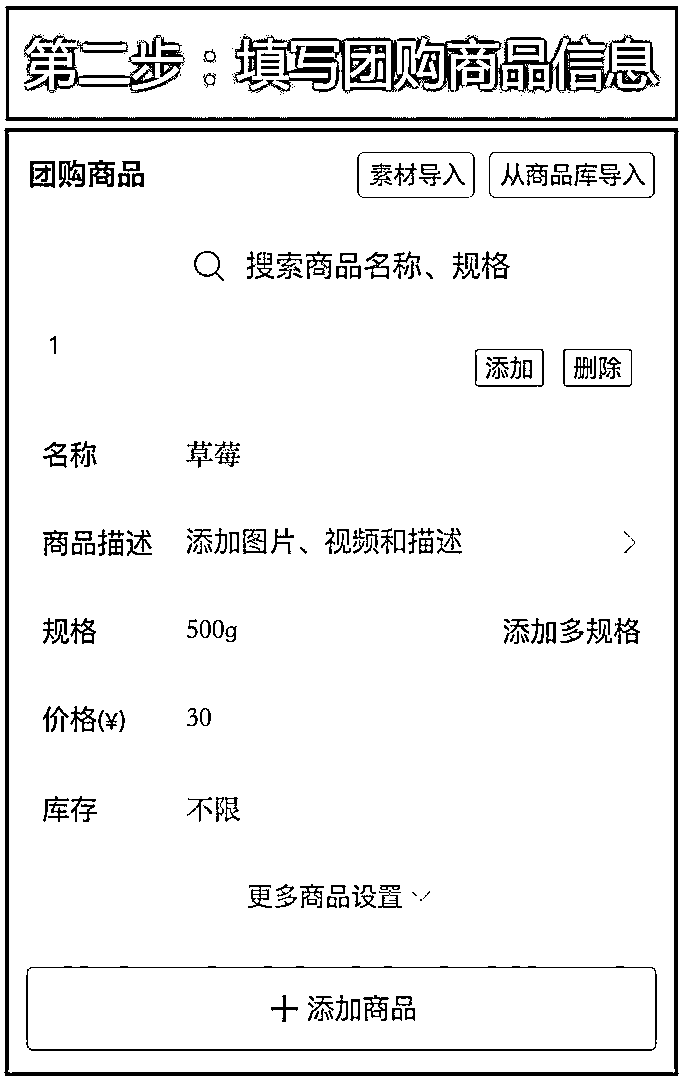 第二步：填写团购商品信息
团购商品 素材导入 从商品库导入
搜索商品名称、规格
1
添加 删除
名称 草莓
商品描述 添加图片、视频和描述
规格 500g 添加多规格
价格(¥) 30
库存 不限
更多商品设置
添加商品